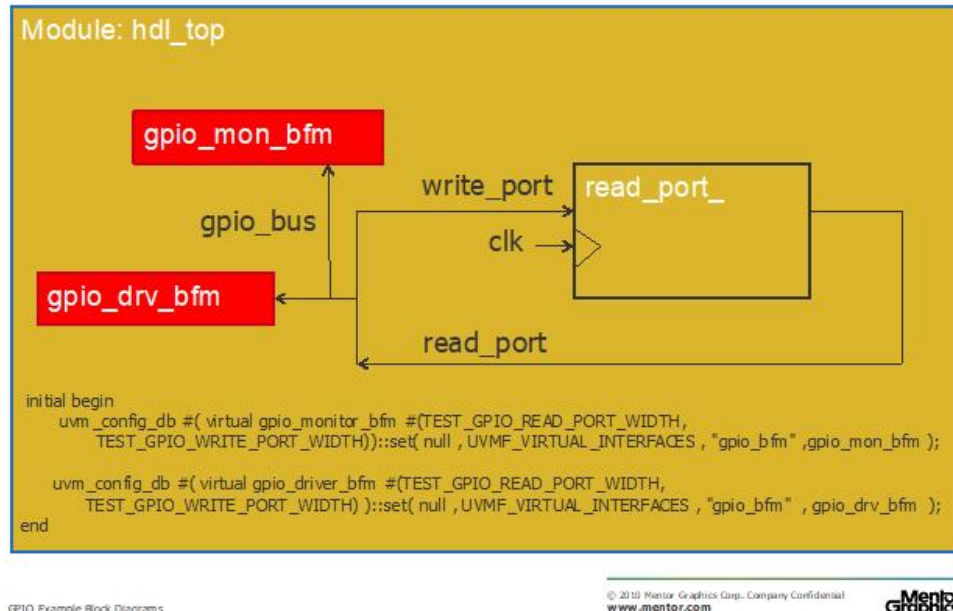 Module: hdl_top
gpio_mon_bfm
write_port
read_port_
gpio_bus
clk
gpio_drv_bfm
read_port
initial begin
uvm_config_db #( virtual gpio_monitor_bfm #(TEST_GPIO_READ_PORT_WIDTH,
TEST_GPIO_WRITE_PORT_WIDTH))::set( null , UVMF_VIRTUAL_INTERFACES , "gpio_bfm" ,gpio_mon_bfm );
uvm_config_db #( virtual gpio_driver_bfm #(TEST_GPIO_READ_PORT_WIDTH,
TEST_GPIO_WRITE_PORT_WIDTH) )::set( null , UVMF_VIRTUAL_INTERFACES , "gpio_bfm" , gpio_drv_bfm );
end
GPIO Example Block Diagrams
© 2010 Mentor Graphics Corp. Company Confidential
www.mentor.com